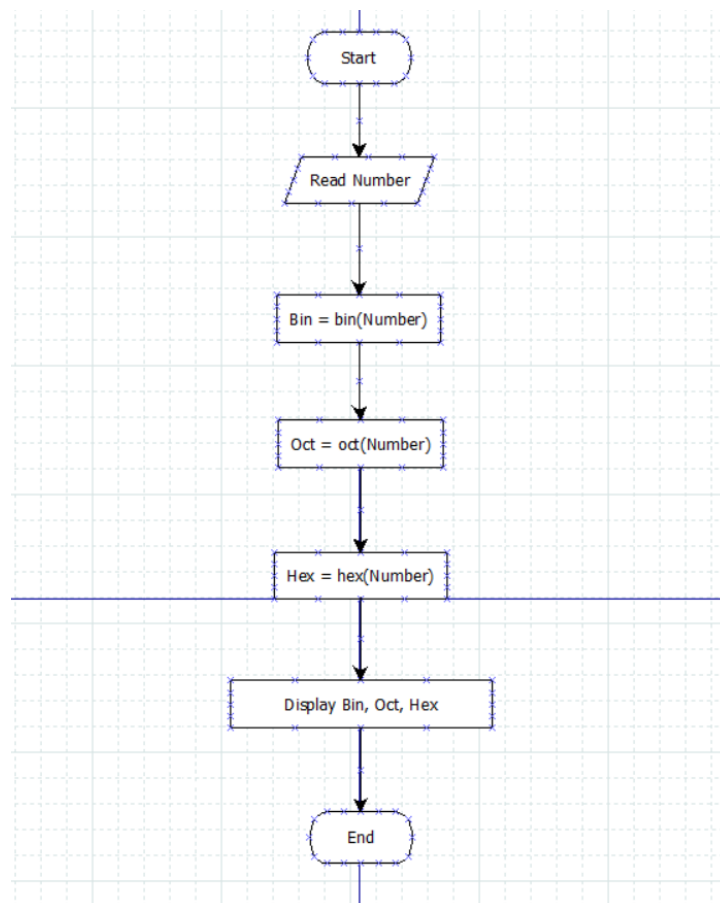 Start
Read Number
Bin = bin(Number)
Oct = oct(Number)
Hex = hex(Number)
Display Bin, Oct, Hex
End